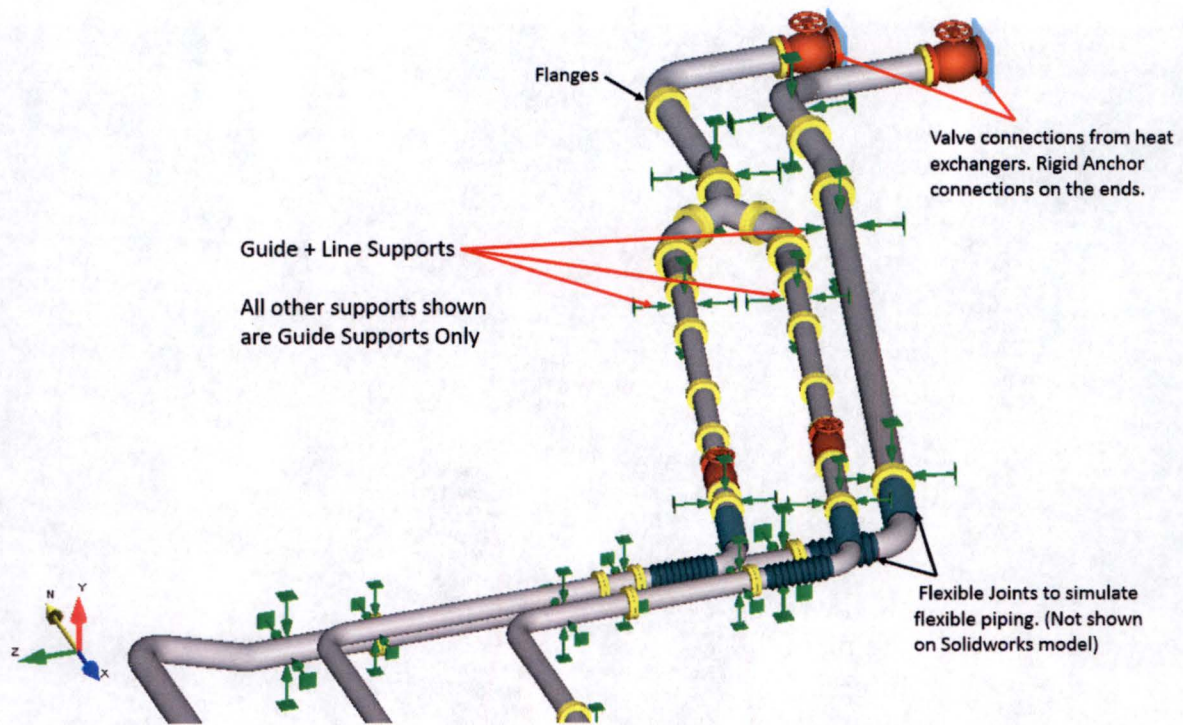 Flanges
Valve connections from heat
exchangers. Rigid Anchor
connections on the ends.
Guide + Line Supports
All other supports shown
are Guide Supports Only
Flexible Joints to simulate
flexible piping. (Not shown
on Solidworks model)
N
Y
Z
X